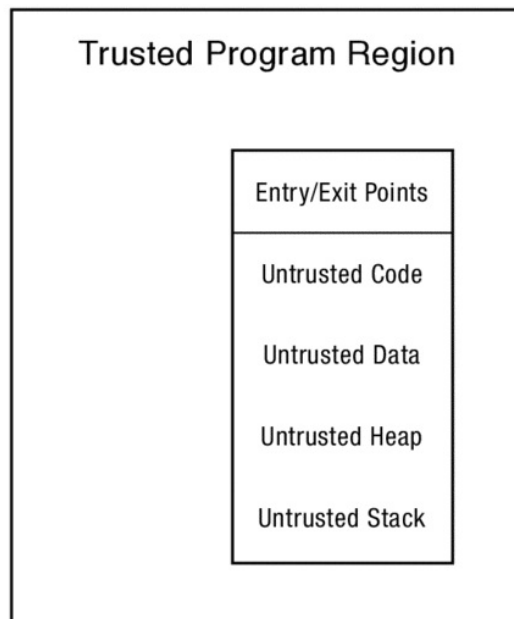 Trusted Program Region
Entry/Exit Points
Untrusted Code
Untrusted Data
Untrusted Heap
Untrusted Stack